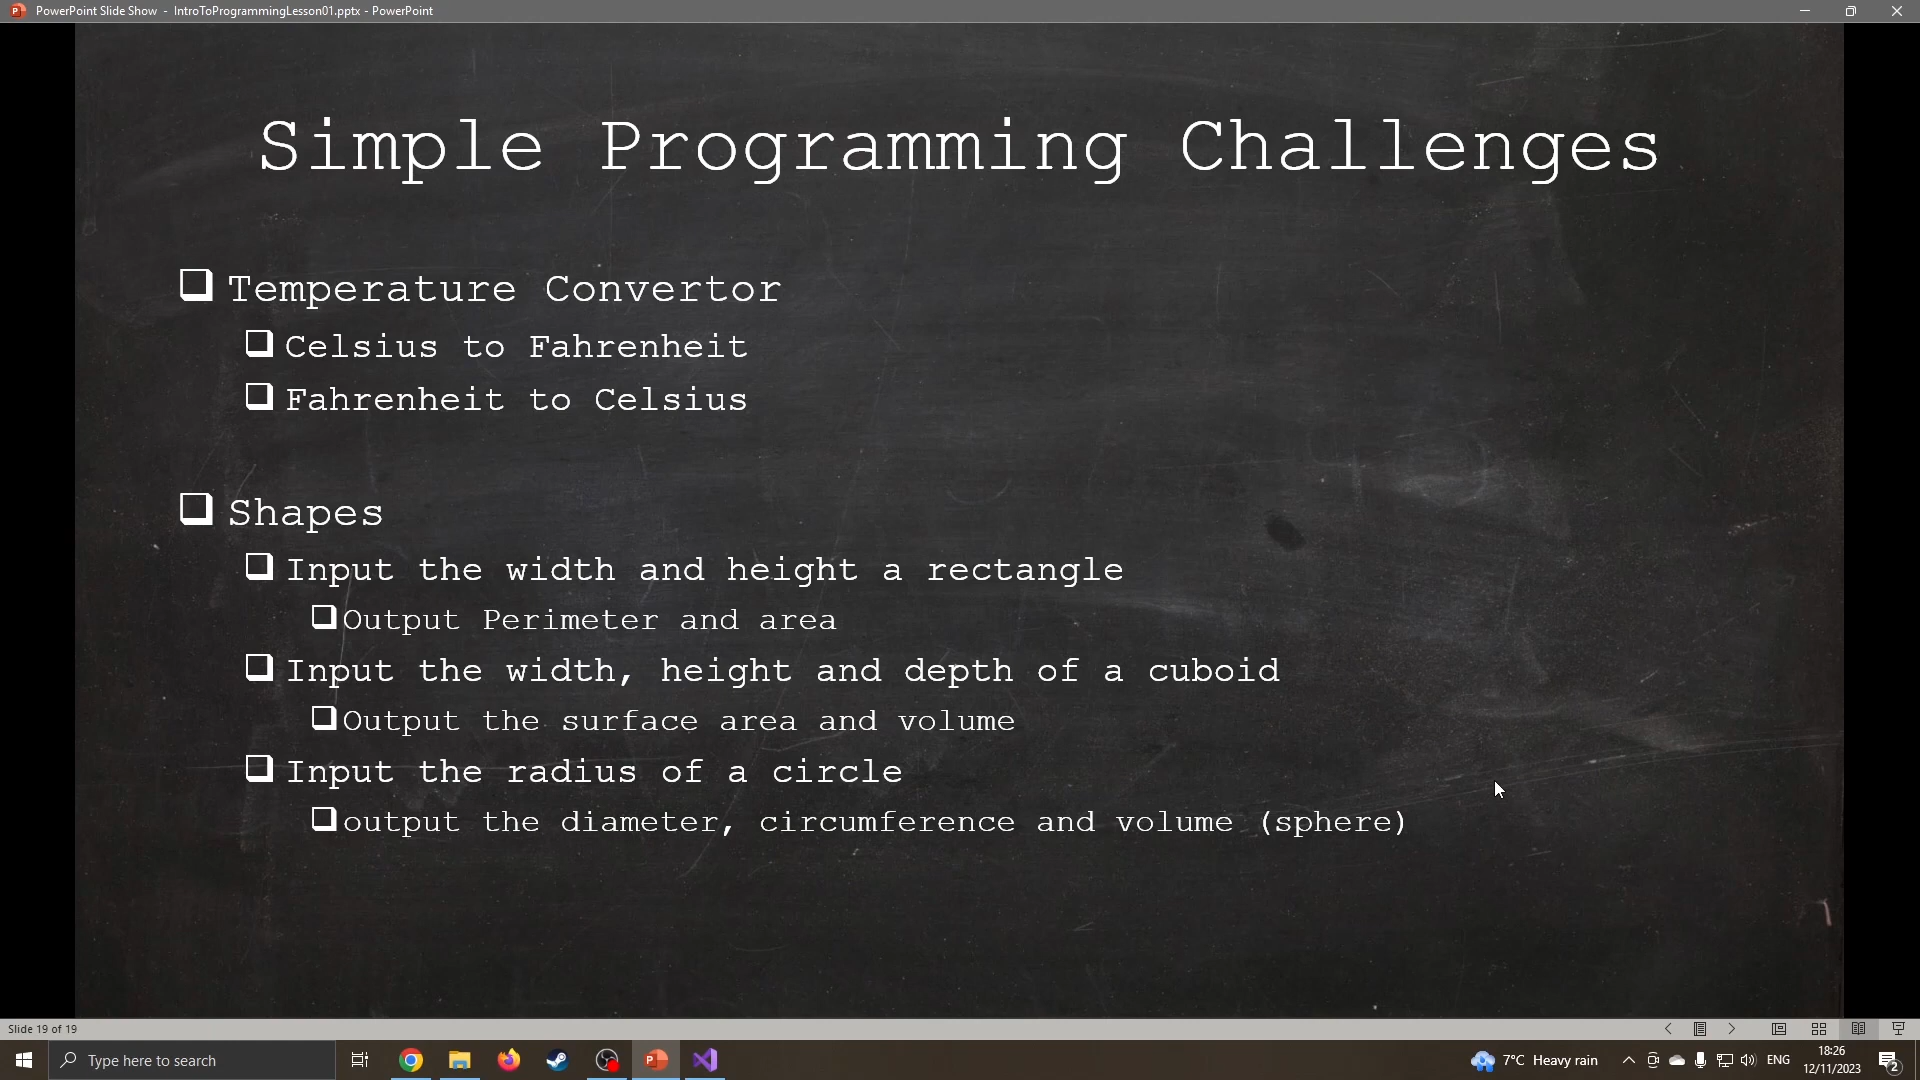 PowerPoint Slide Show - IntroToProgrammingLesson01.pptx - PowerPoint
Simple Programming Challenges
Temperature Convertor
Celsius to Fahrenheit
Fahrenheit to Celsius
Shapes
Input the width and height a rectangle
Output Perimeter and area
Input the width, height and depth of a cuboid
Output the surface area and volume
Input the radius of a circle
output the diameter, circumference and volume (sphere)
Slide 19 of 19
Type here to search
7°C Heavy rain
ENG
18:26
12/11/2023
2